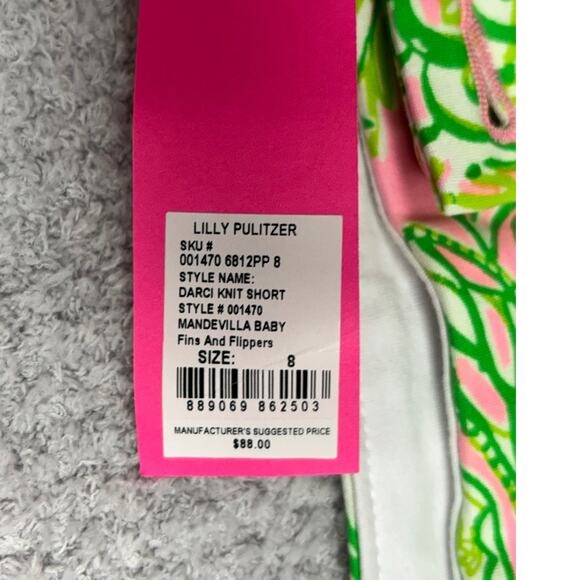 LILLY PULITZER
SKU #
001470 6812PP 8
STYLE NAME:
DARCI KNIT SHORT
STYLE # 001470
MANDEVILLA BABY
Fins And Flippers
SIZE: 8
889069 862503
MANUFACTURER'S SUGGESTED PRICE
$88.00